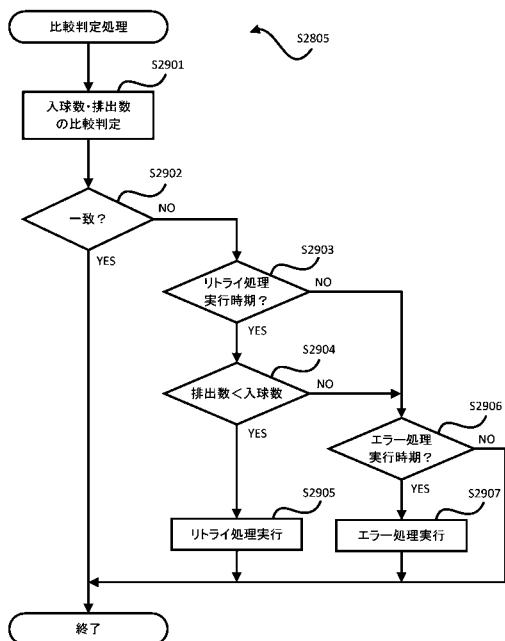 比較判定処理
S2805
S2901
入球数・排出数
の比較判定
S2902
一致?
NO
YES
S2903
リトライ処理
実行時期?
NO
YES
S2904
排出数<入球数
NO
YES
S2906
エラー処理
実行時期?
NO
YES
S2905
リトライ処理実行
S2907
エラー処理実行
終了